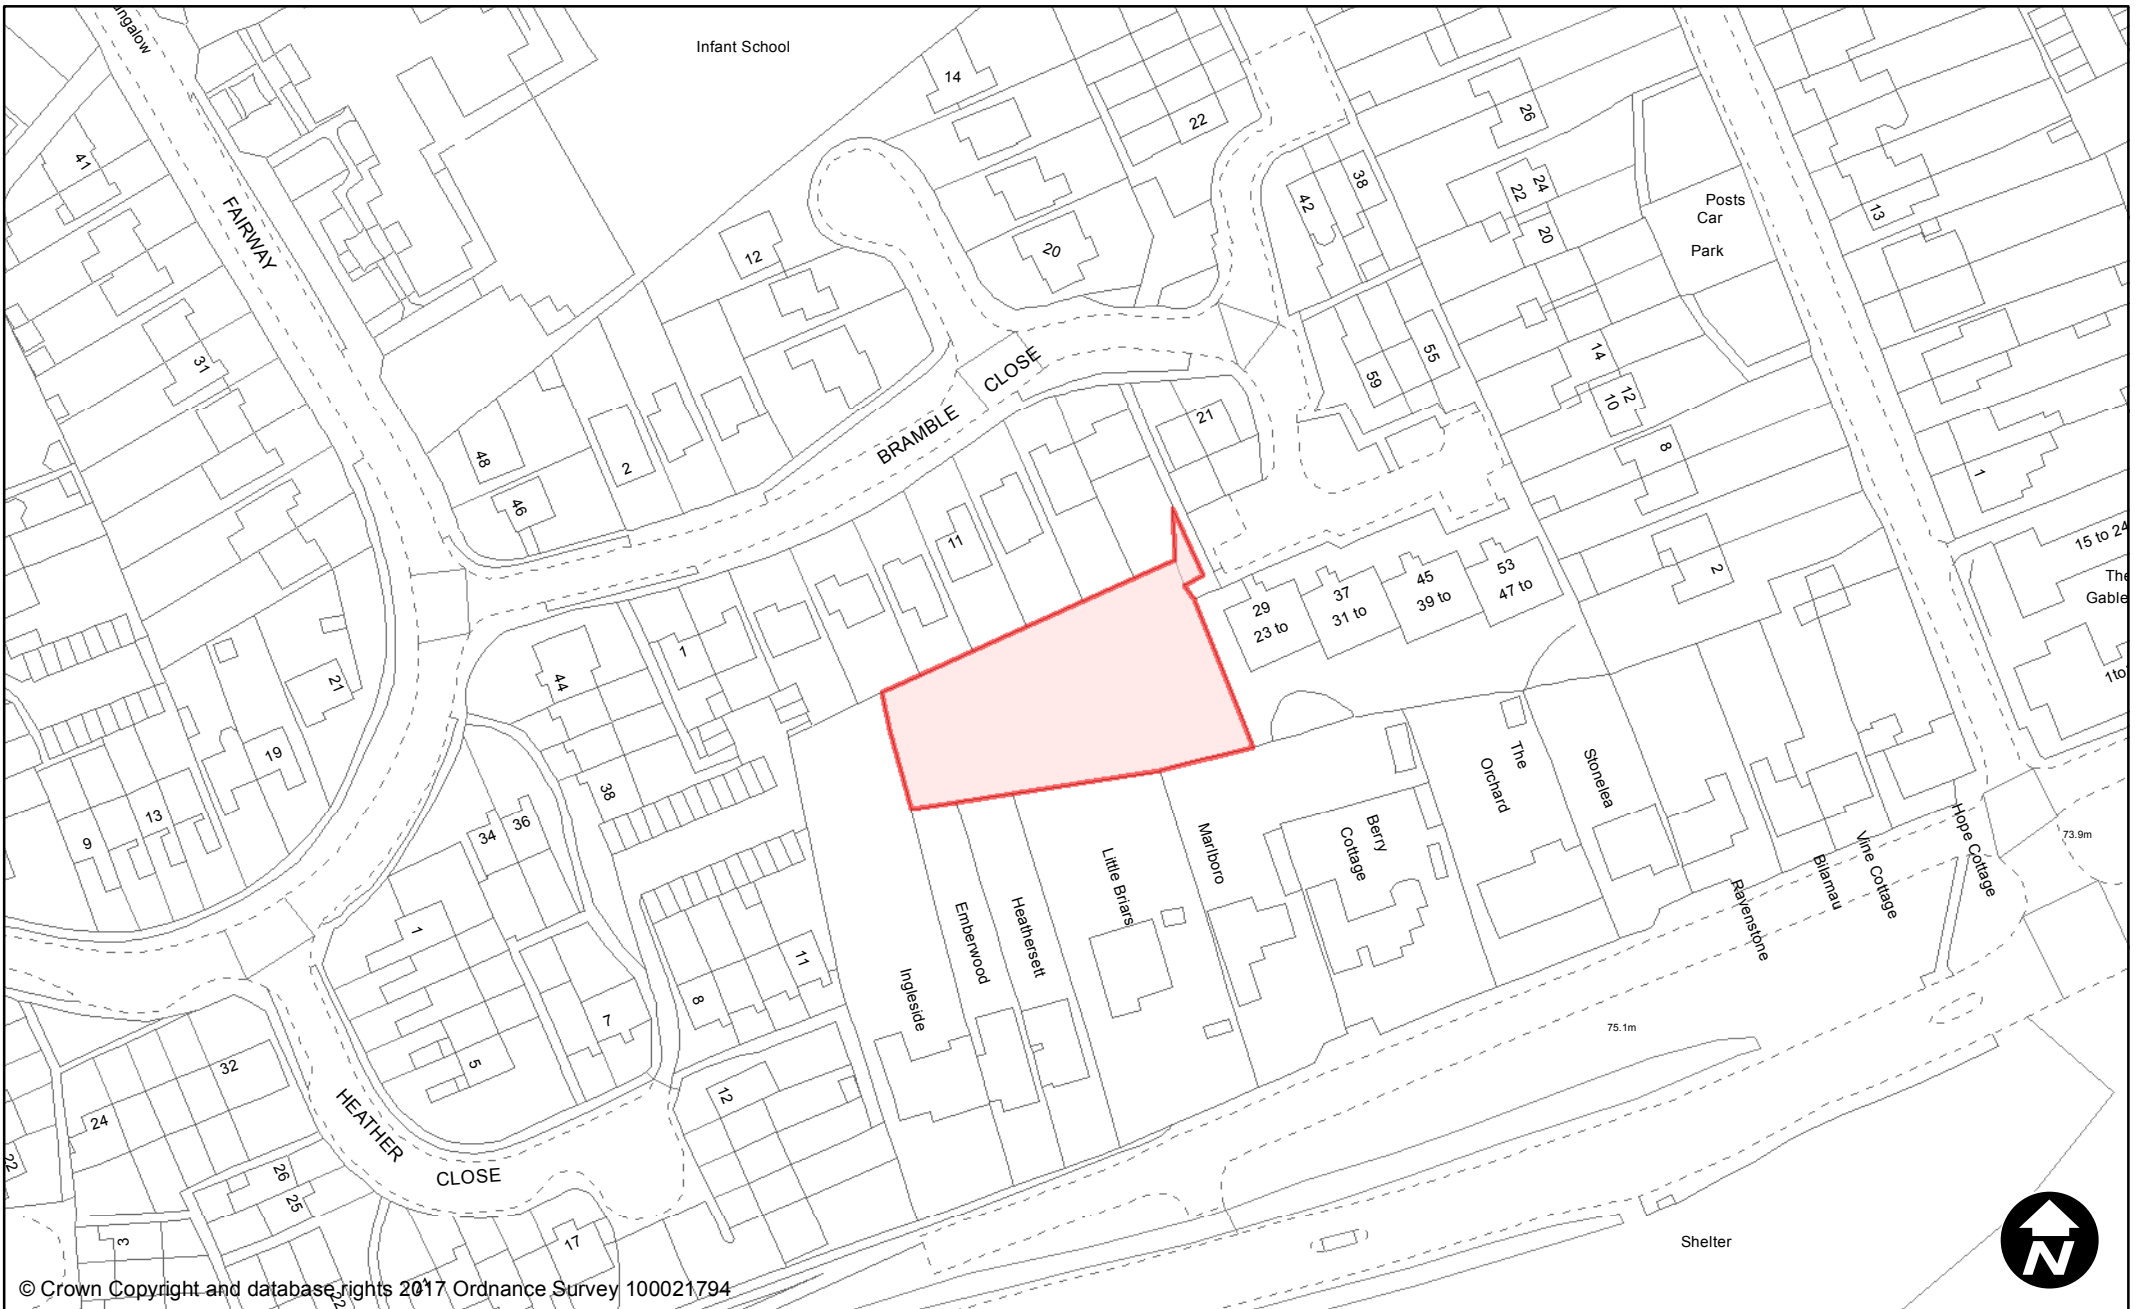 Infant School
14
22
26
41
38
42
24
22
20
Posts
Car
Park
13
FAIRWAY
12
20
31
55
59
14
12
10
CLOSE
BRAMBLE
21
8
48
2
46
11
1
15 to 24
The
2
53
47 to
45
39 to
37
31 to
29
23 to
1
44
21
19
38
13
9
34
36
The
Orchard
Stonelea
Marlboro
Berry
Cottage
Little Briars
Hope Cottage
Vine Cottage
Bilamau
Ravenstone
73.9m
Emberwood
Heathersett
Ingleside
1
11
8
7
5
75.1m
32
24
12
HEATHER
CLOSE
22
26
25
3
17
Shelter
N
© Crown Copyright and database rights 2017 Ordnance Survey 100021794